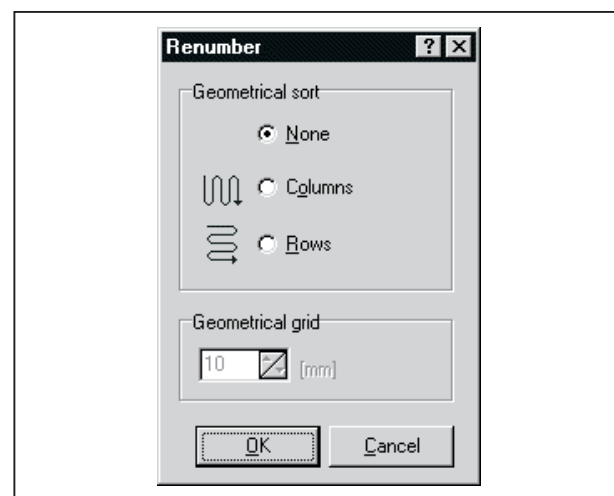 Renumber
Geometrical sort
None
Columns
Rows
Geometrical grid
10 [mm]
OK Cancel